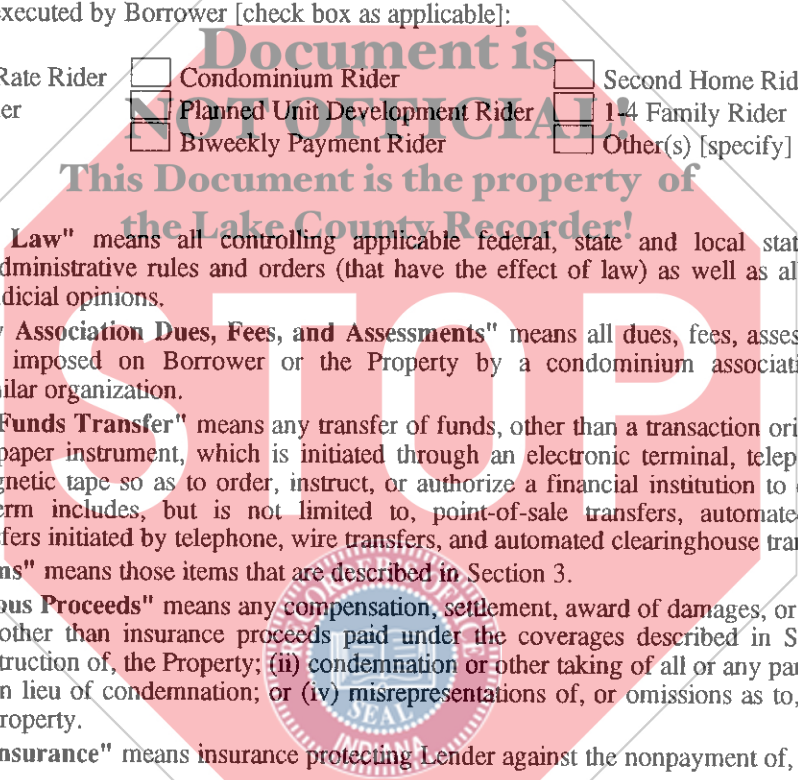 executed by Borrower [check box as applicable]:
Document is
Rate Rider Condominium Rider Second Home Rid
er Planned Unit Development Rider 1-4 Family Rider
NOT OFFICIAL!
Biweekly Payment Rider Other(s) [specify]
This Document is the property of
the Lake County Recorder!
Law" means all controlling applicable federal, state and local stat
dministrative rules and orders (that have the effect of law) as well as al
dicial opinions.
y Association Dues, Fees, and Assessments" means all dues, fees, asses
imposed on Borrower or the Property by a condominium associati
ilar organization.
STOP
Funds Transfer" means any transfer of funds, other than a transaction ori
paper instrument, which is initiated through an electronic terminal, telep
gnetic tape so as to order, instruct, or authorize a financial institution to
erm includes, but is not limited to, point-of-sale transfers, automate
sfers initiated by telephone, wire transfers, and automated clearinghouse tran
ms" means those items that are described in Section 3.
ous Proceeds" means any compensation, settlement, award of damages, or
other than insurance proceeds paid under the coverages described in S
truction of, the Property; (ii) condemnation or other taking of all or any par
n lieu of condemnation; or (iv) misrepresentations of, or omissions as to,
roperty.
RECORDER'S OFFICE
SEAL
INDIANA
nsurance" means insurance protecting Lender against the nonpayment of,